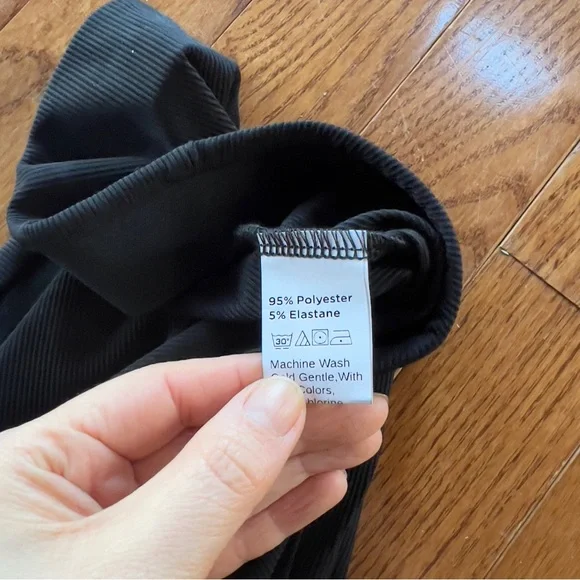 95% Polyester
5% Elastane
30°
Machine Wash
Gentle,With
Colors,